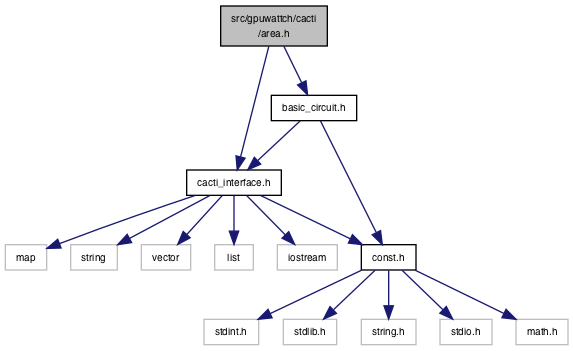 src/gpuwattch/cacti
/area.h
basic_circuit.h
cacti_interface.h
map
string
vector
list
iostream
const.h
stdint.h
stdlib.h
string.h
stdio.h
math.h